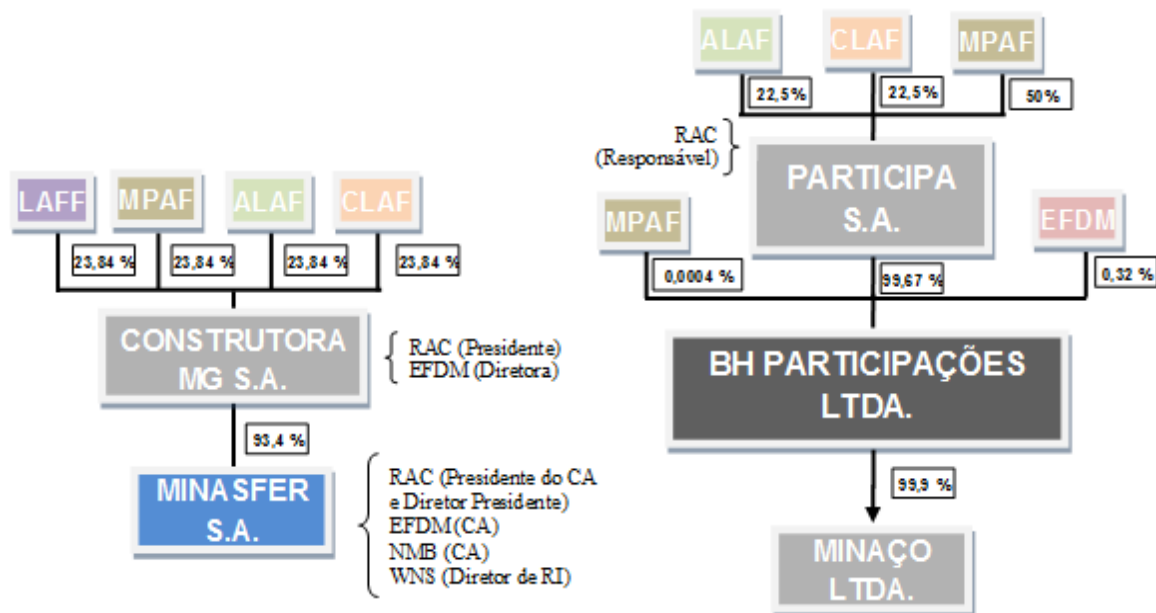 LAFF
MPAF
ALAF
CLAF
23,84 %
23,84 %
23,84 %
23,84 %
CONSTRUTORA
MG S.A.
RAC (Presidente)
EFDM (Diretora)
93,4 %
MINASFER
S.A.
RAC (Presidente do CA
e Diretor Presidente)
EFDM (CA)
NMB (CA)
WNS (Diretor de RI)
ALAF
CLAF
MPAF
22,5%
22,5%
50%
RAC
(Responsável)
PARTICIPA
S.A.
MPAF
EFDM
0,0004 %
99,67 %
0,32 %
BH PARTICIPAÇÕES
LTDA.
99,9 %
MINAÇO
LTDA.